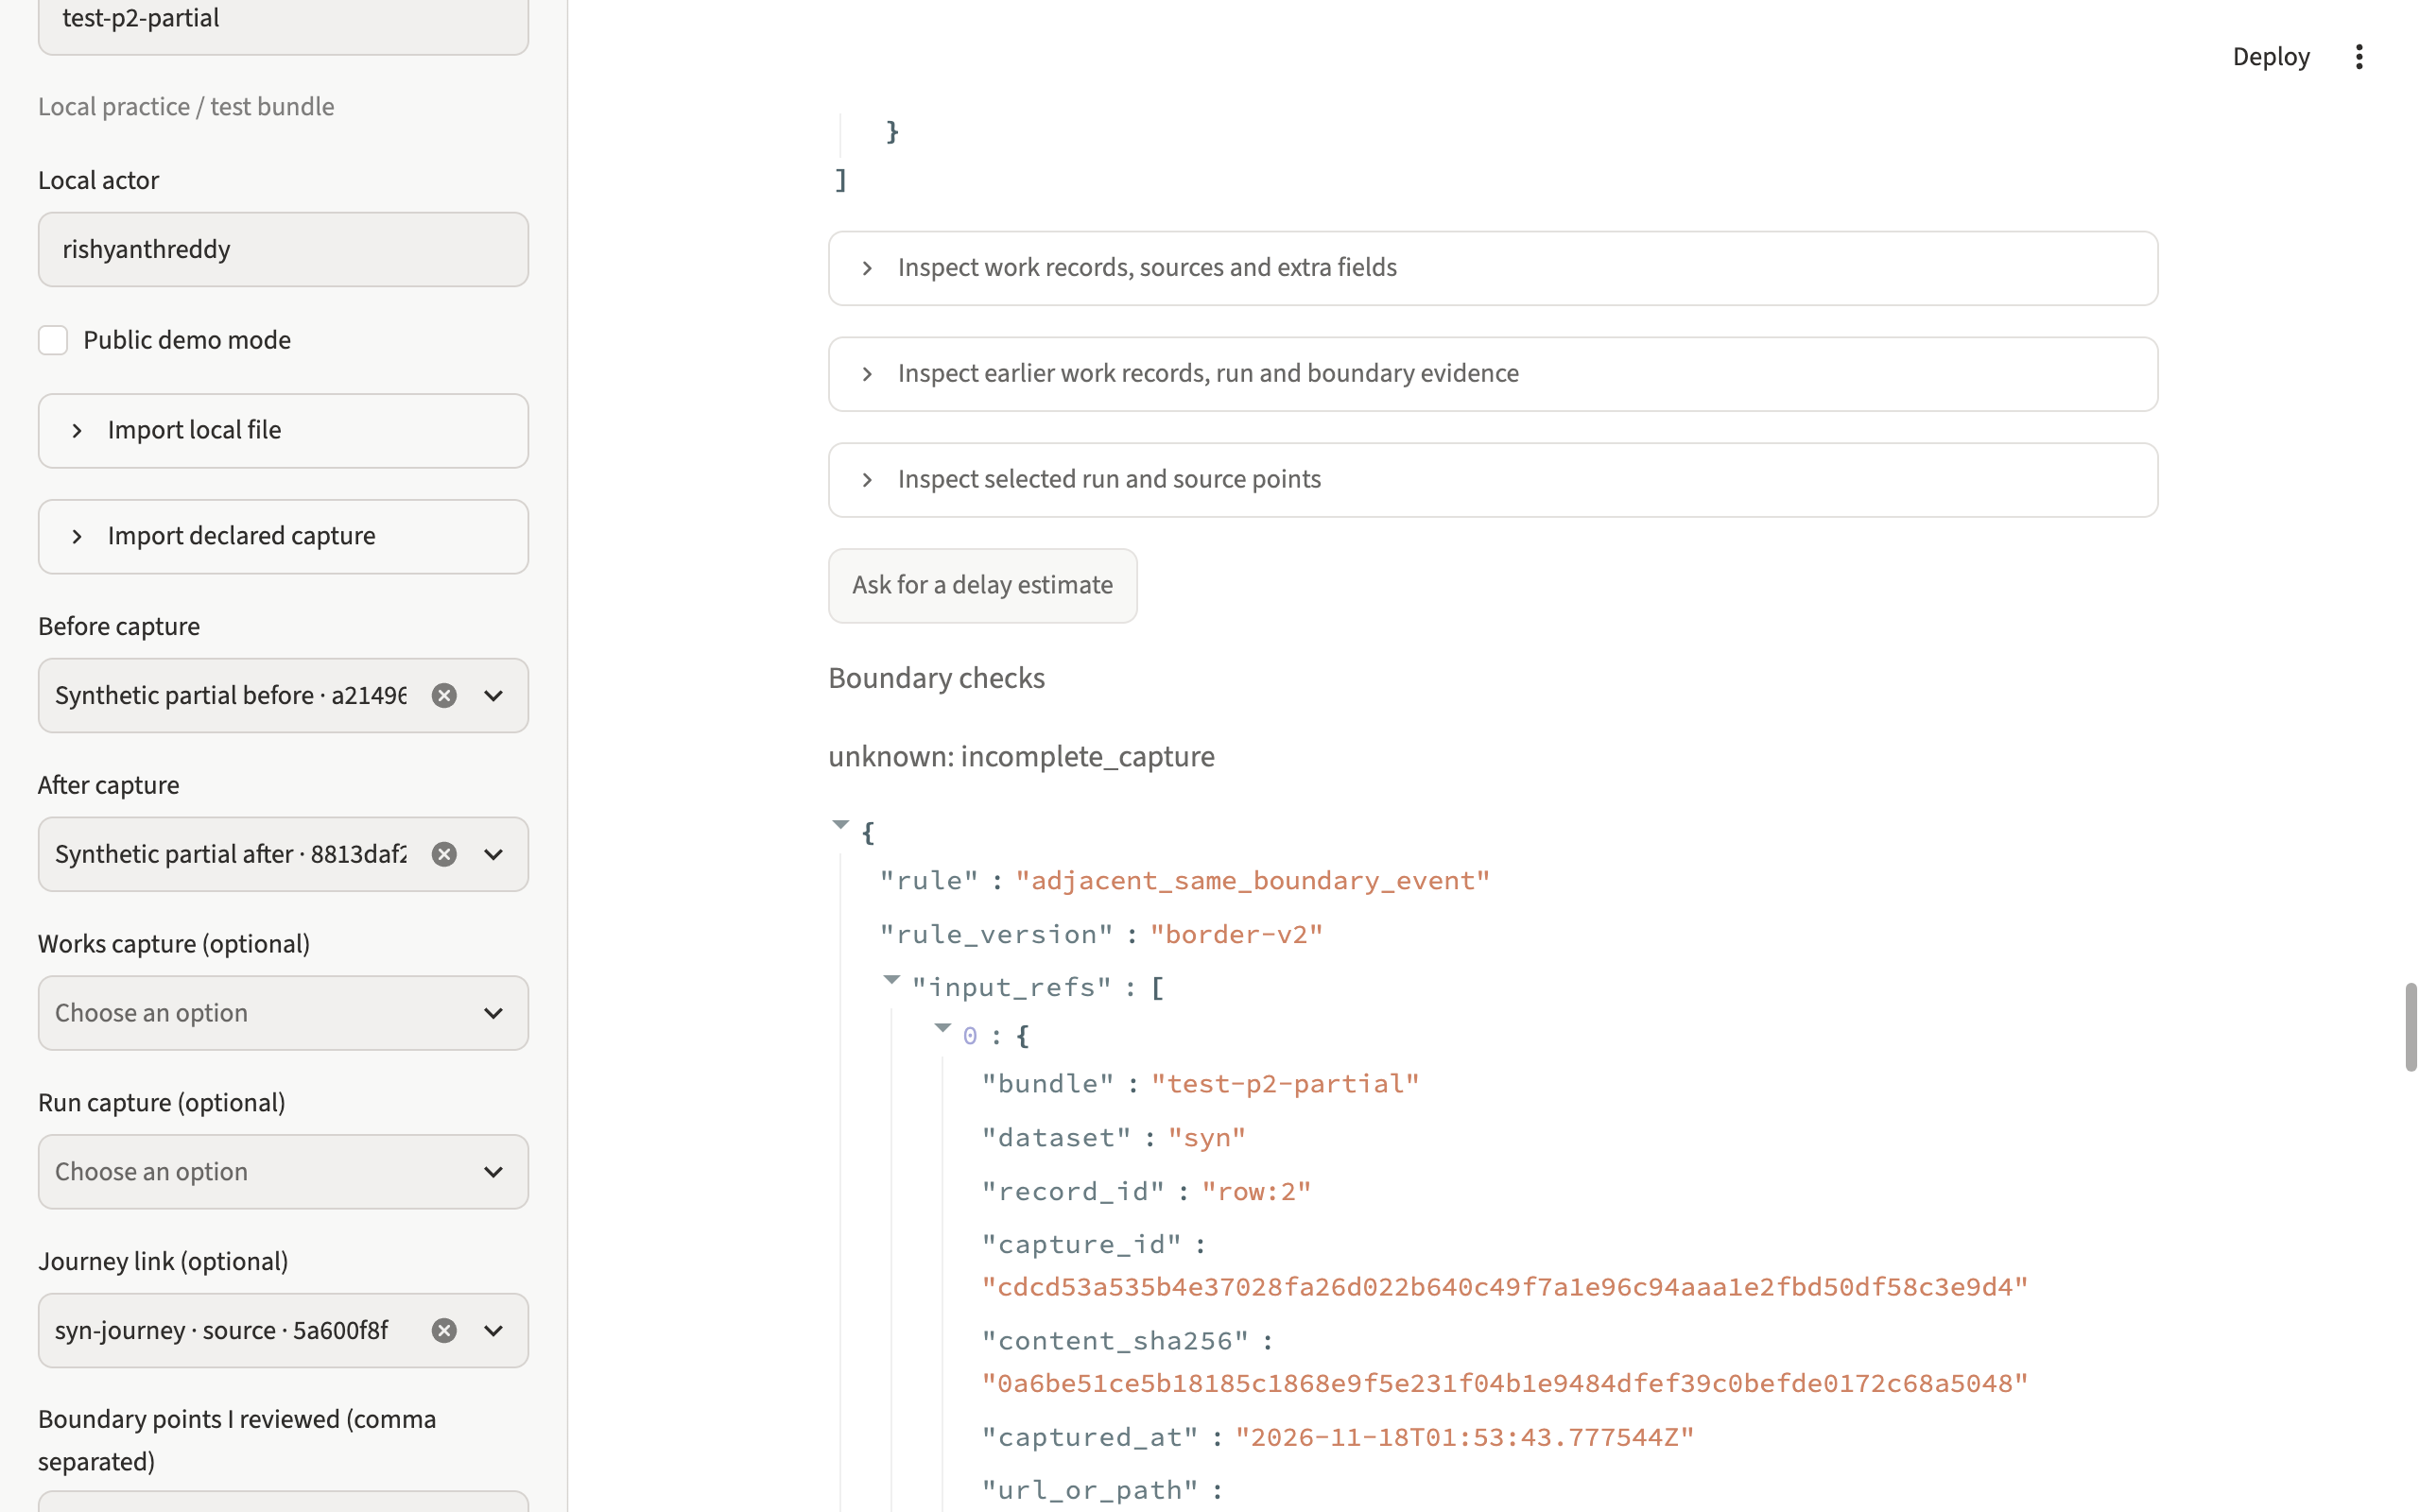 test-p2-partial
Local practice / test bundle
Local actor
rishyanthreddy
Public demo mode
Import local file
Import declared capture
Before capture
Synthetic partial before · a21496
After capture
Synthetic partial after · 8813daf2
Works capture (optional)
Choose an option
Run capture (optional)
Choose an option
Journey link (optional)
syn-journey · source · 5a600f8f
Boundary points I reviewed (comma
separated)
Deploy
}
]
Inspect work records, sources and extra fields
Inspect earlier work records, run and boundary evidence
Inspect selected run and source points
Ask for a delay estimate
Boundary checks
unknown: incomplete_capture
{
"rule" : "adjacent_same_boundary_event"
"rule_version" : "border-v2"
"input_refs" : [
0 : {
"bundle" : "test-p2-partial"
"dataset" : "syn"
"record_id" : "row:2"
"capture_id" :
"cdcd53a535b4e37028fa26d022b640c49f7a1e96c94aaa1e2fbd50df58c3e9d4"
"content_sha256" :
"0a6be51ce5b18185c1868e9f5e231f04b1e9484dfef39c0befde0172c68a5048"
"captured_at" : "2026-11-18T01:53:43.777544Z"
"url_or_path" :